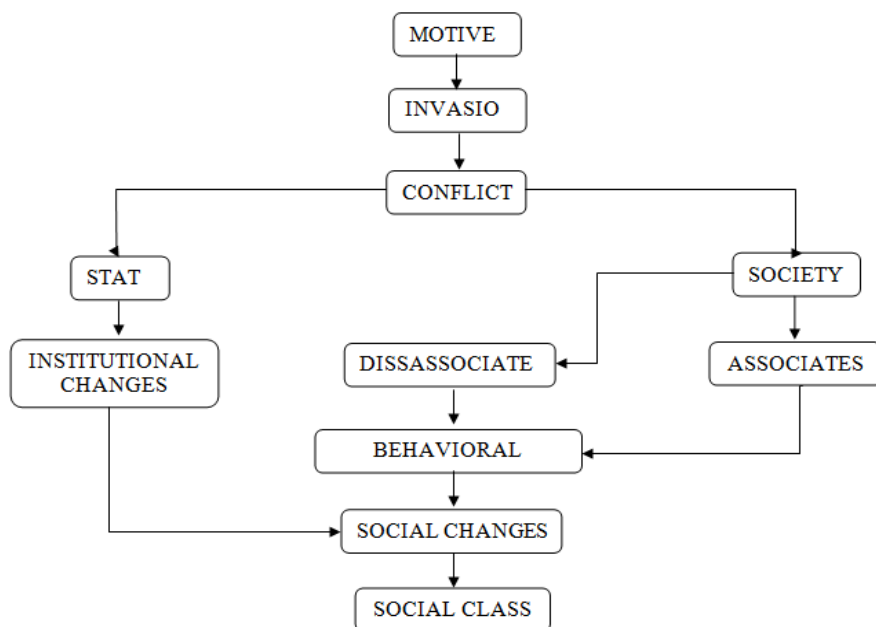 MOTIVE
INVASIO
CONFLICT
STAT
SOCIETY
INSTITUTIONAL
CHANGES
DISSASSOCIATE
ASSOCIATES
BEHAVIORAL
SOCIAL CHANGES
SOCIAL CLASS